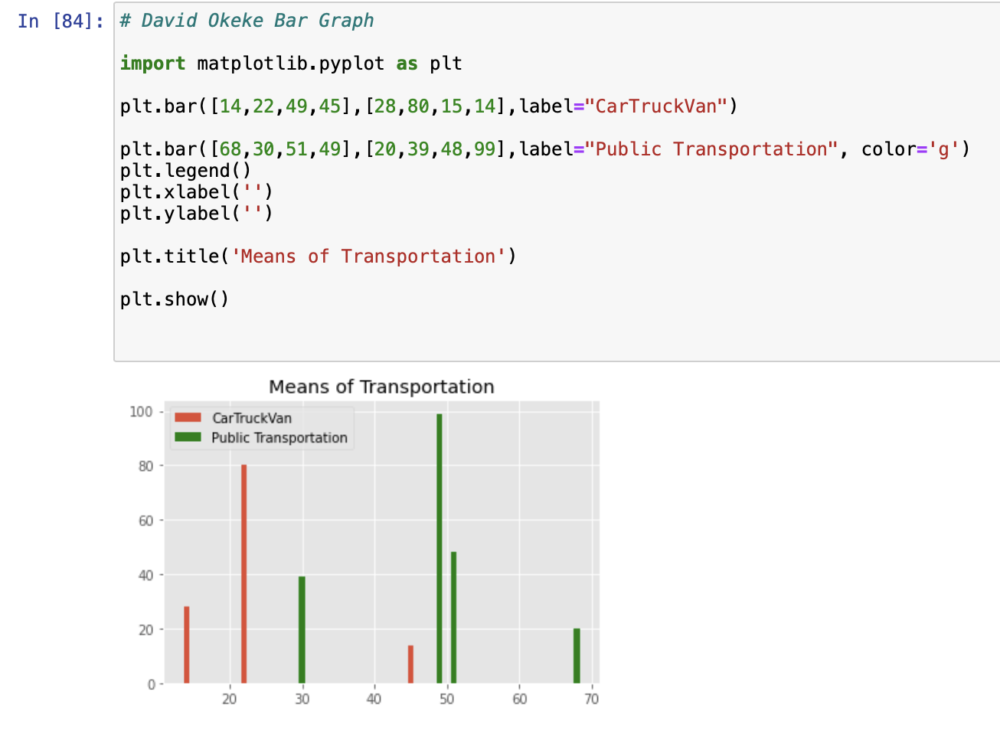 In [84]:
# David Okeke Bar Graph
import matplotlib.pyplot as plt
plt.bar([14,22,49,45],[28,80,15,14],label="CarTruckVan")
plt.bar([68,30,51,49],[20,39,48,99],label="Public Transportation", color='g')
plt.legend()
plt.xlabel('')
plt.ylabel('')
plt.title('Means of Transportation')
plt.show()
Means of Transportation
CarTruckVan
Public Transportation
100
80
60
40
20
0
20 30 40 50 60 70